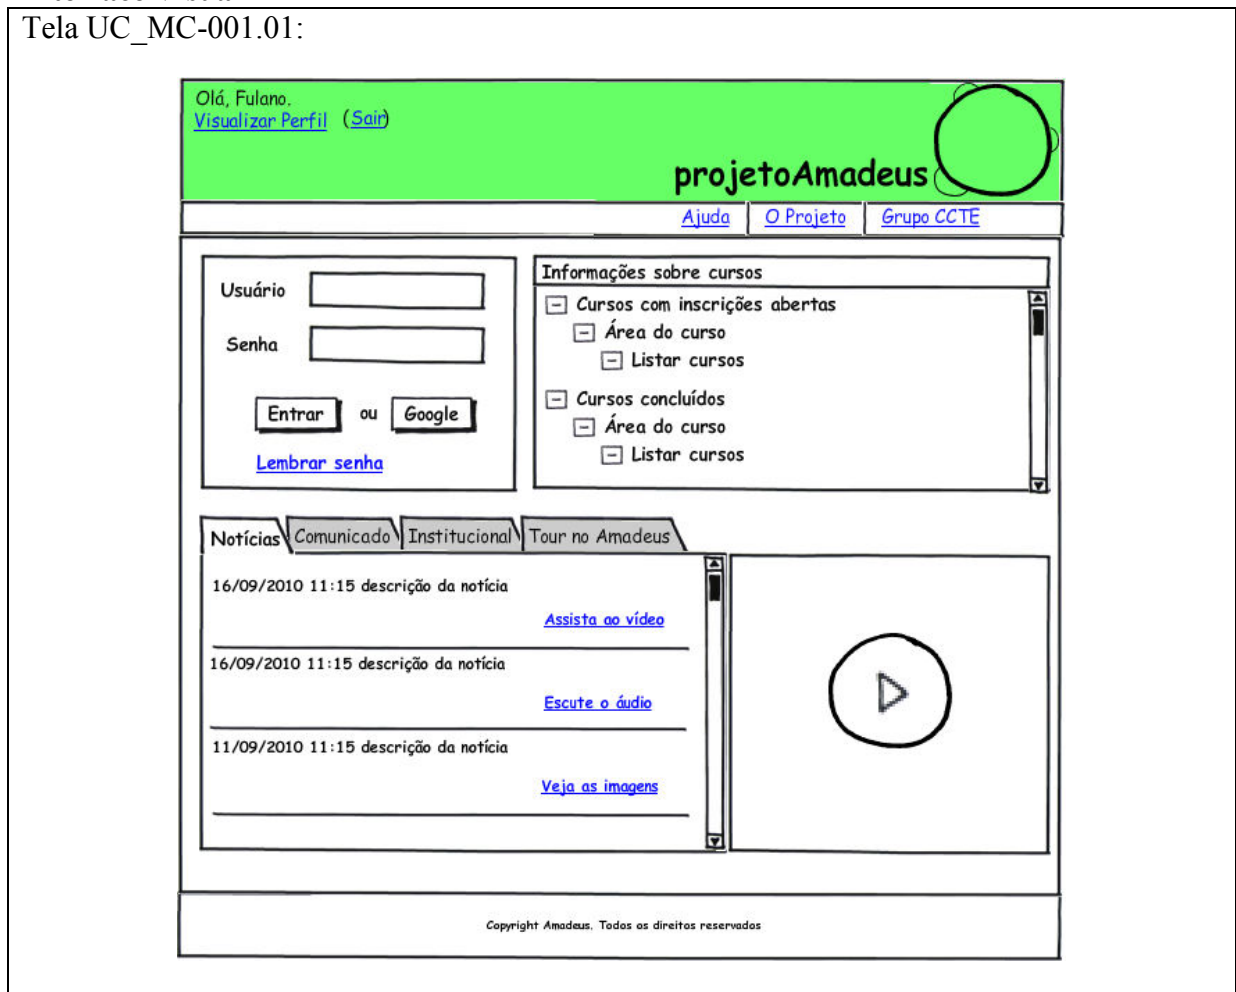 Tela UC_MC-001.01:
Olá, Fulano.
Visualizar Perfil (Sair)
projetoAmadeus
Ajuda O Projeto Grupo CCTE
Usuário
Senha
Entrar ou Google
Lembrar senha
Informações sobre cursos
Cursos com inscrições abertas
Área do curso
Listar cursos
Cursos concluídos
Área do curso
Listar cursos
Notícias Comunicado Institucional Tour no Amadeus
16/09/2010 11:15 descrição da notícia
Assista ao vídeo
16/09/2010 11:15 descrição da notícia
Escute o áudio
11/09/2010 11:15 descrição da notícia
Veja as imagens
Copyright Amadeus. Todos os direitos reservados